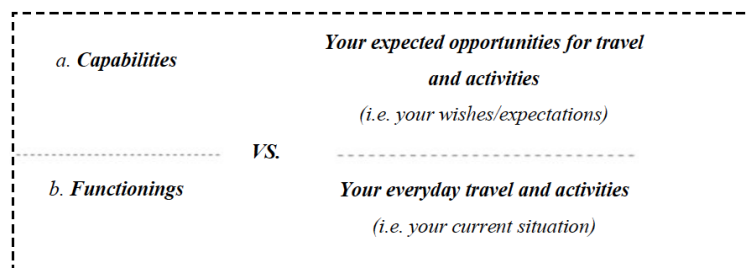 a. Capabilities
Your expected opportunities for travel
and activities
(i.e. your wishes/expectations)
VS.
b. Functionings
Your everyday travel and activities
(i.e. your current situation)